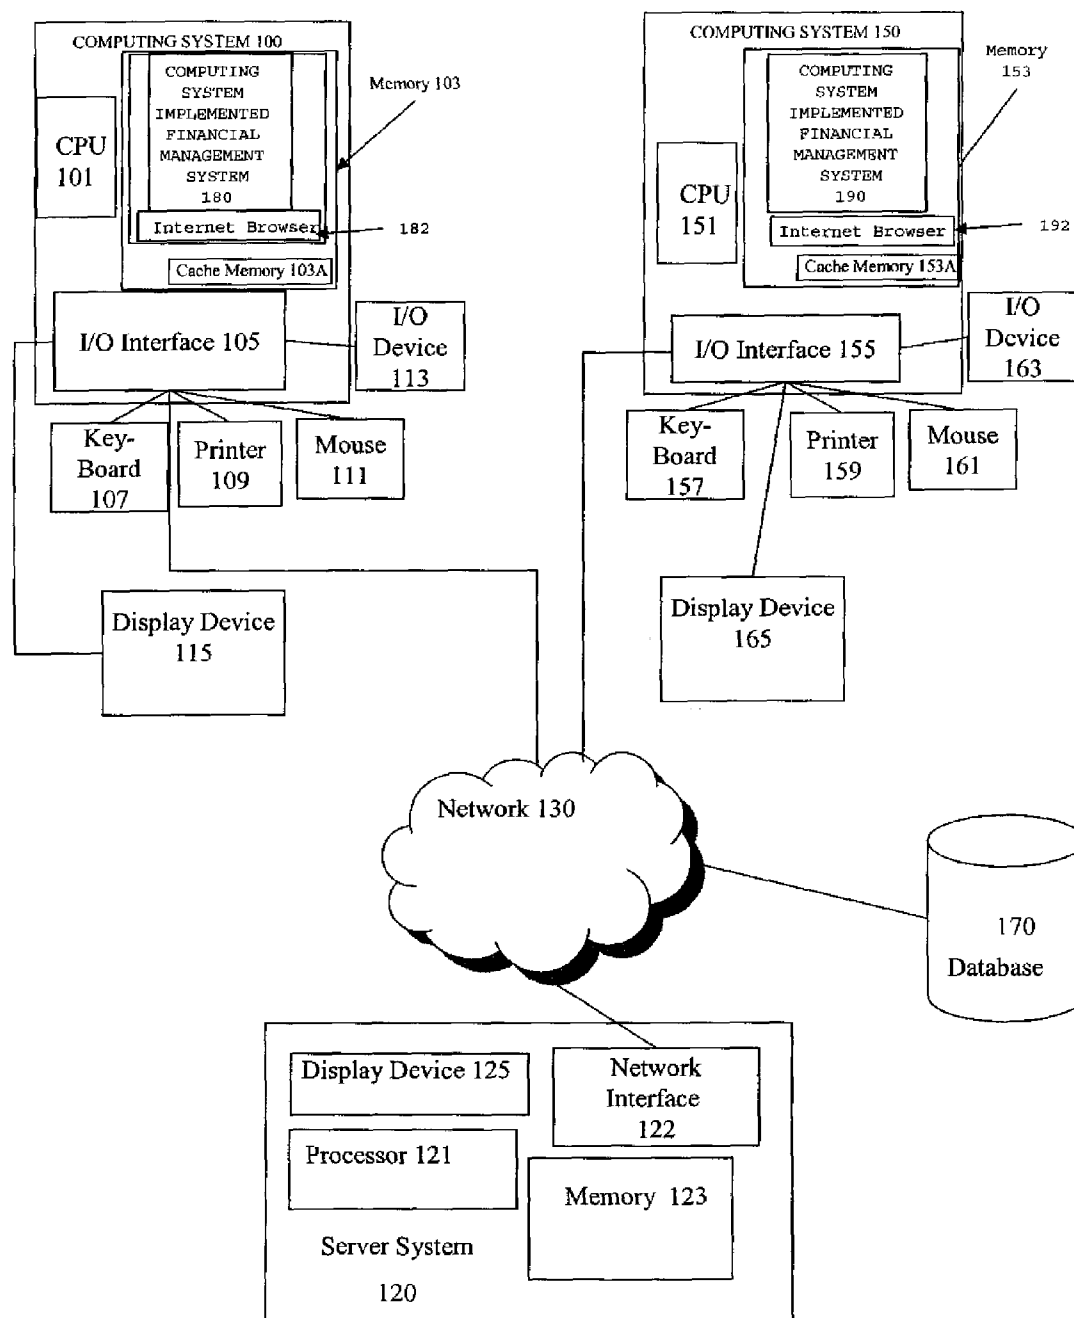 COMPUTING SYSTEM 100
COMPUTING
SYSTEM
IMPLEMENTED
FINANCIAL
MANAGEMENT
SYSTEM
180
Internet Browser
Cache Memory 103A
CPU
101
Memory 103
182
I/O Interface 105
I/O
Device
113
Key-
Board
107
Printer
109
Mouse
111
Display Device
115
COMPUTING SYSTEM 150
COMPUTING
SYSTEM
IMPLEMENTED
FINANCIAL
MANAGEMENT
SYSTEM
190
Internet Browser
Cache Memory 153A
CPU
151
Memory
153
192
I/O Interface 155
I/O
Device
163
Key-
Board
157
Printer
159
Mouse
161
Display Device
165
Network 130
170
Database
Display Device 125
Network
Interface
122
Processor 121
Memory 123
Server System
120